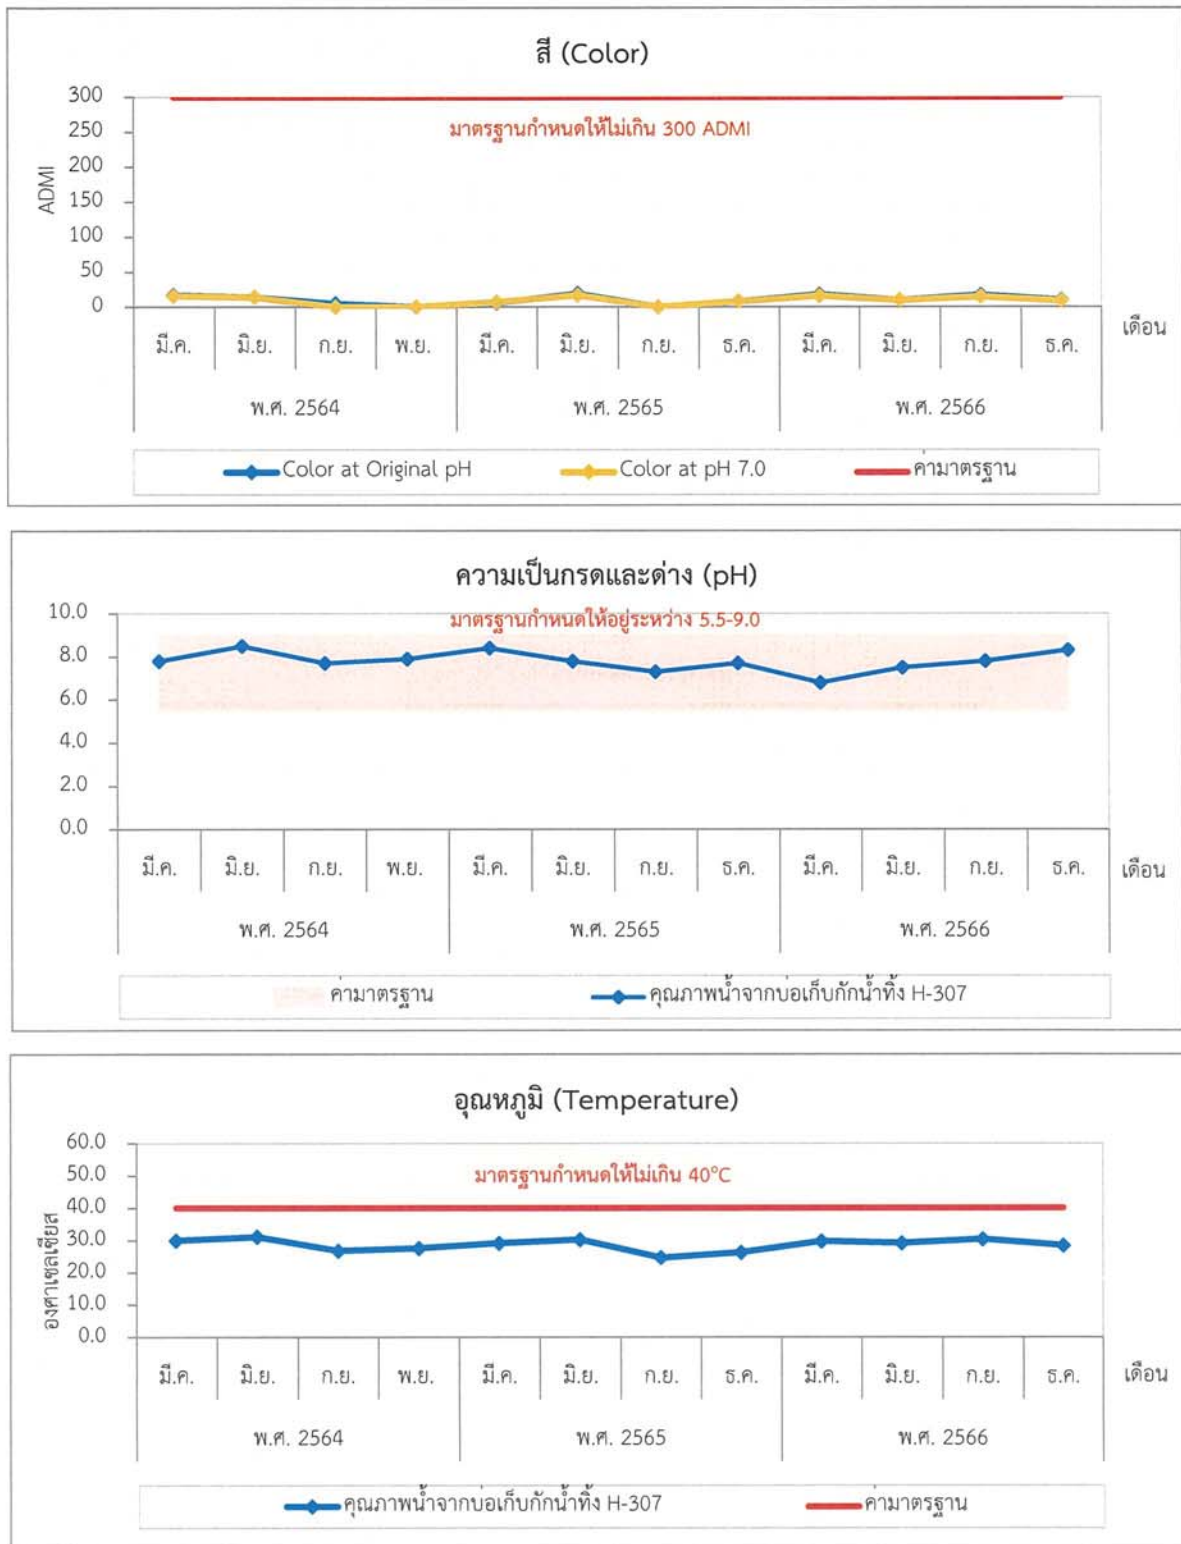 สี (Color)
300
250
200
150
100
50
0
ADMI
มาตรฐานกำหนดให้ไม่เกิน 300 ADMI
มี.ค. มิ.ย. ก.ย. พ.ย. มี.ค. มิ.ย. ก.ย. ธ.ค. มี.ค. มิ.ย. ก.ย. ธ.ค.
เดือน
พ.ศ. 2564 พ.ศ. 2565 พ.ศ. 2566
Color at Original pH Color at pH 7.0 ค่ามาตรฐาน
ความเป็นกรดและด่าง (pH)
มาตรฐานกำหนดให้อยู่ระหว่าง 5.5-9.0
10.0
8.0
6.0
4.0
2.0
0.0
มี.ค. มิ.ย. ก.ย. พ.ย. มี.ค. มิ.ย. ก.ย. ธ.ค. มี.ค. มิ.ย. ก.ย. ธ.ค.
เดือน
พ.ศ. 2564 พ.ศ. 2565 พ.ศ. 2566
ค่ามาตรฐาน คุณภาพน้ำจากบ่อเก็บกักน้ำทิ้ง H-307
อุณหภูมิ (Temperature)
60.0
50.0
40.0
30.0
20.0
10.0
0.0
องศาเซลเซียส
มาตรฐานกำหนดให้ไม่เกิน 40°C
มี.ค. มิ.ย. ก.ย. พ.ย. มี.ค. มิ.ย. ก.ย. ธ.ค. มี.ค. มิ.ย. ก.ย. ธ.ค.
เดือน
พ.ศ. 2564 พ.ศ. 2565 พ.ศ. 2566
คุณภาพน้ำจากบ่อเก็บกักน้ำทิ้ง H-307 ค่ามาตรฐาน